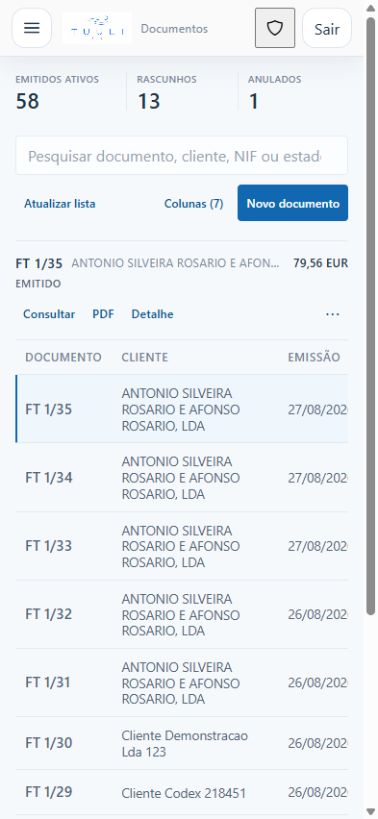 Documentos
Sair
EMITIDOS ATIVOS
58
RASCUNHOS
13
ANULADOS
1
Pesquisar documento, cliente, NIF ou estad
Atualizar lista
Colunas (7)
Novo documento
FT 1/35 ANTONIO SILVEIRA ROSARIO E AFON... 79,56 EUR
EMITIDO
Consultar PDF Detalhe ...
DOCUMENTO CLIENTE EMISSÃO
FT 1/35
ANTONIO SILVEIRA
ROSARIO E AFONSO
ROSARIO, LDA
27/08/202
FT 1/34
ANTONIO SILVEIRA
ROSARIO E AFONSO
ROSARIO, LDA
27/08/202
FT 1/33
ANTONIO SILVEIRA
ROSARIO E AFONSO
ROSARIO, LDA
27/08/202
FT 1/32
ANTONIO SILVEIRA
ROSARIO E AFONSO
ROSARIO, LDA
26/08/202
FT 1/31
ANTONIO SILVEIRA
ROSARIO E AFONSO
ROSARIO, LDA
26/08/202
FT 1/30
Cliente Demonstracao
Lda 123
26/08/202
FT 1/29
Cliente Codex 218451
26/08/202